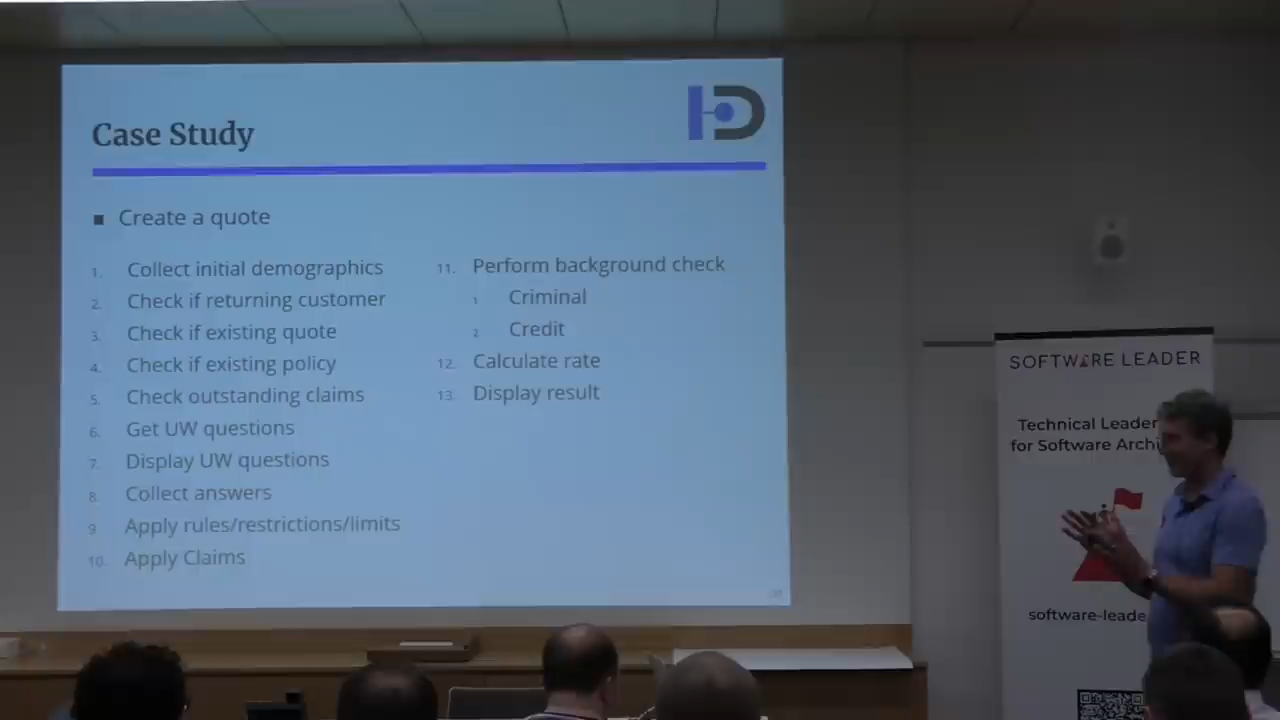 Case Study
■ Create a quote
1. Collect initial demographics
2. Check if returning customer
3. Check if existing quote
4. Check if existing policy
5. Check outstanding claims
6. Get UW questions
7. Display UW questions
8. Collect answers
9 Apply rules/restrictions/limits
10. Apply Claims
11. Perform background check
1 Criminal
2 Credit
12. Calculate rate
13. Display result
SOFTWARE LEADER
Technical Leader
for Software Archi
software-leade